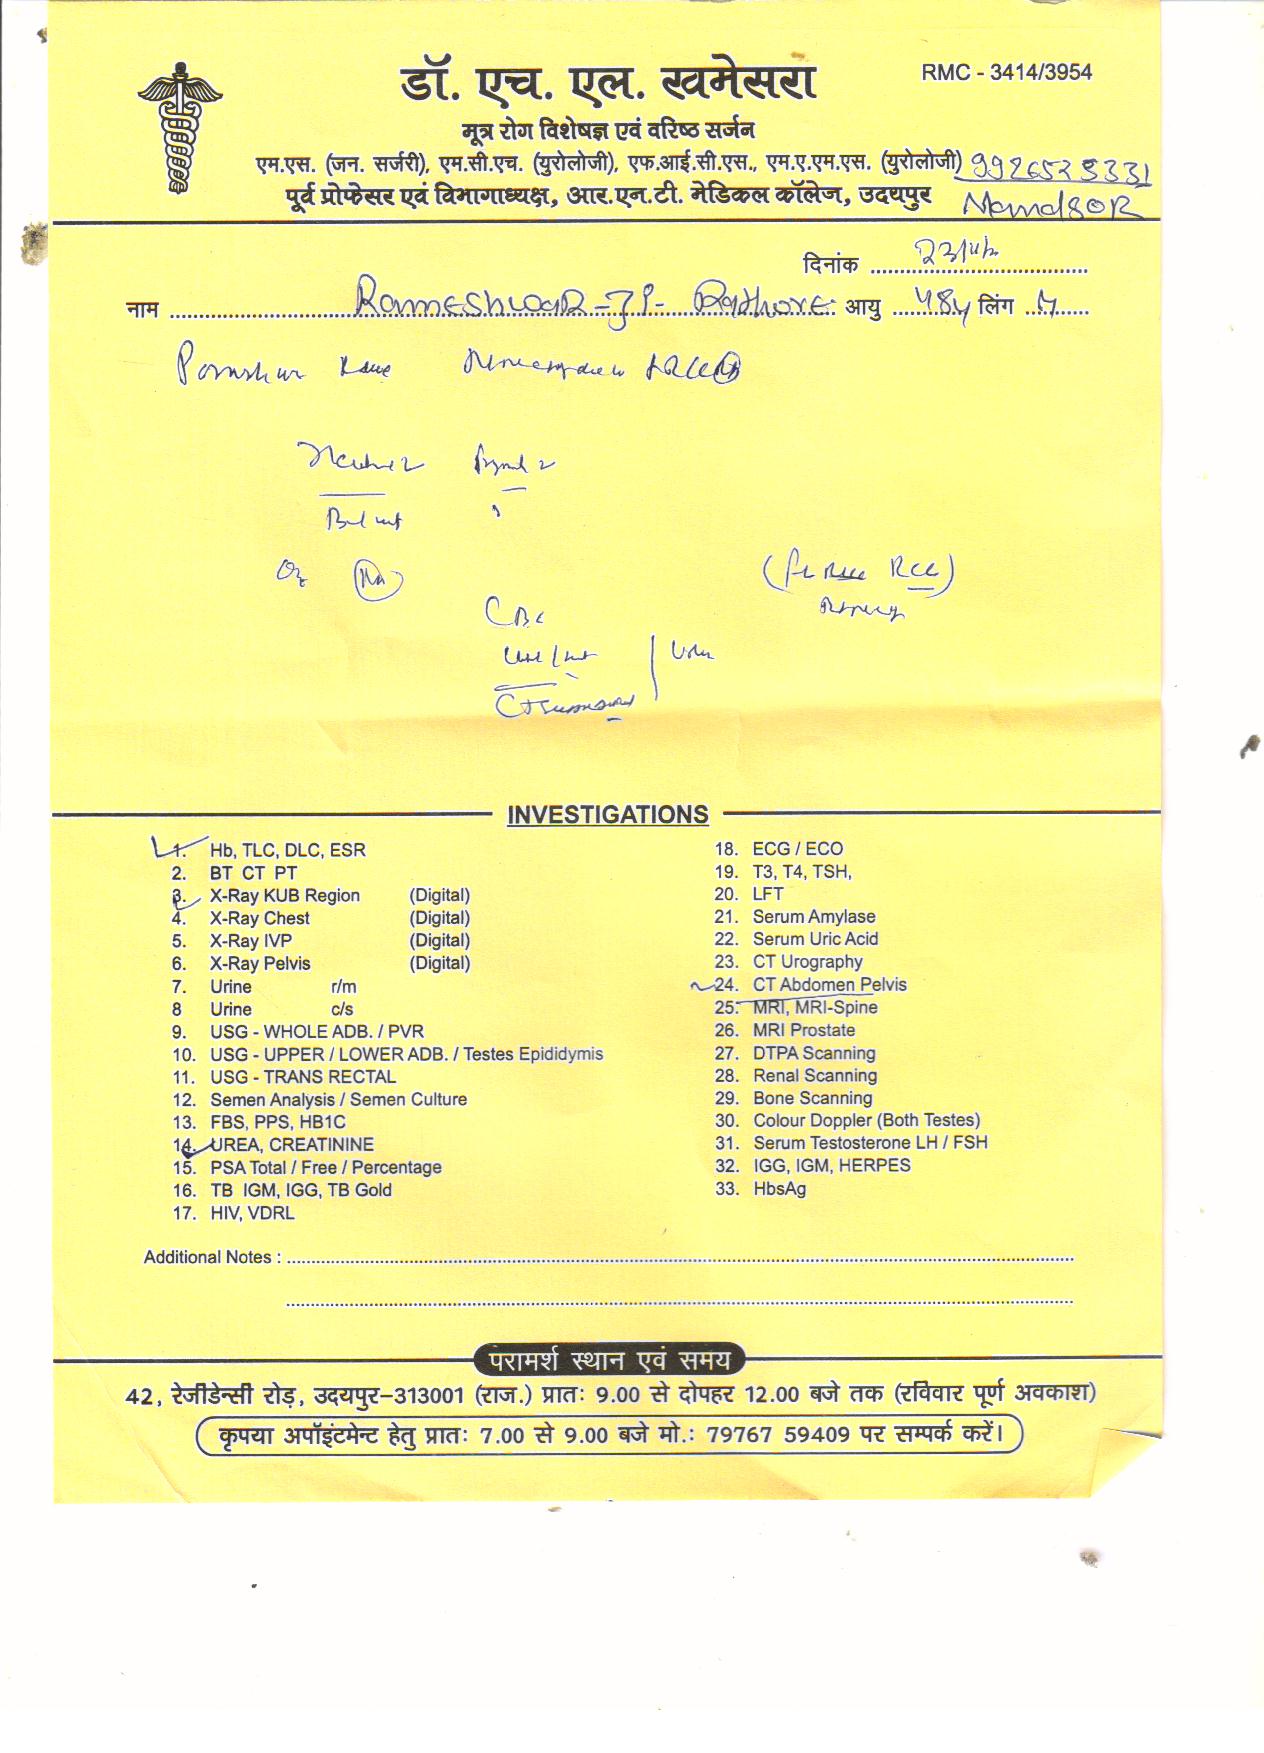 डॉ. एच. एल. खमेसरा
RMC - 3414/3954
मूत्र रोग विशेषज्ञ एवं वरिष्ठ सर्जन
एम.एस. (जन. सर्जरी), एम.सी.एच. (युरोलोजी), एफ.आई.सी.एस., एम.ए.एम.एस. (युरोलोजी)
पूर्व प्रोफेसर एवं विभागाध्यक्ष, आर.एन.टी. मेडिकल कॉलेज, उदयपुर
दिनांक
नाम RAMESHWAR-JI- RATHORE आयु 48y लिंग M
CBC
INVESTIGATIONS
1. Hb, TLC, DLC, ESR
2. BT CT PT
3. X-Ray KUB Region (Digital)
4. X-Ray Chest (Digital)
5. X-Ray IVP (Digital)
6. X-Ray Pelvis (Digital)
7. Urine r/m
8 Urine c/s
9. USG - WHOLE ADB. / PVR
10. USG - UPPER / LOWER ADB. / Testes Epididymis
11. USG - TRANS RECTAL
12. Semen Analysis / Semen Culture
13. FBS, PPS, HB1C
14. UREA, CREATININE
15. PSA Total / Free / Percentage
16. TB IGM, IGG, TB Gold
17. HIV, VDRL
18. ECG / ECO
19. T3, T4, TSH,
20. LFT
21. Serum Amylase
22. Serum Uric Acid
23. CT Urography
24. CT Abdomen Pelvis
25. MRI, MRI-Spine
26. MRI Prostate
27. DTPA Scanning
28. Renal Scanning
29. Bone Scanning
30. Colour Doppler (Both Testes)
31. Serum Testosterone LH / FSH
32. IGG, IGM, HERPES
33. HbsAg
Additional Notes :
परामर्श स्थान एवं समय
42, रेजीडेन्सी रोड़, उदयपुर-313001 (राज.) प्रातः 9.00 से दोपहर 12.00 बजे तक (रविवार पूर्ण अवकाश)
कृपया अपॉइंटमेन्ट हेतु प्रातः 7.00 से 9.00 बजे मो.: 79767 59409 पर सम्पर्क करें।